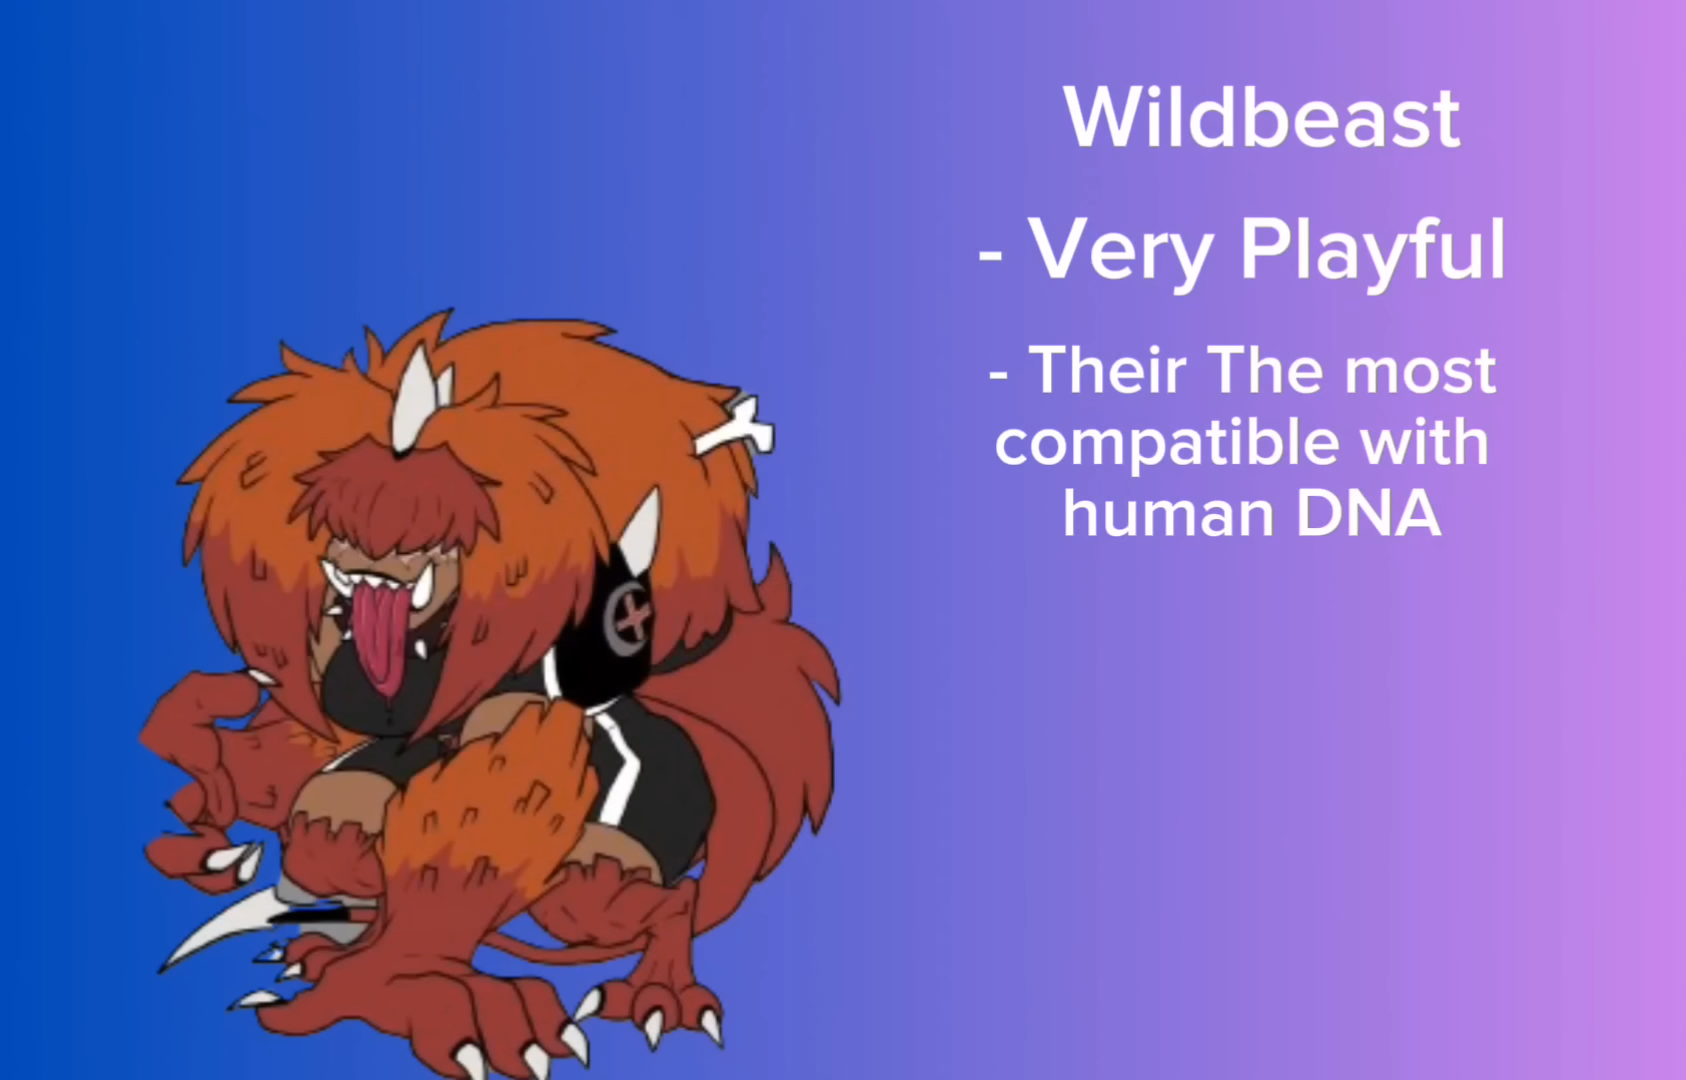 Wildbeast
- Very Playful
- Their The most
compatible with
human DNA